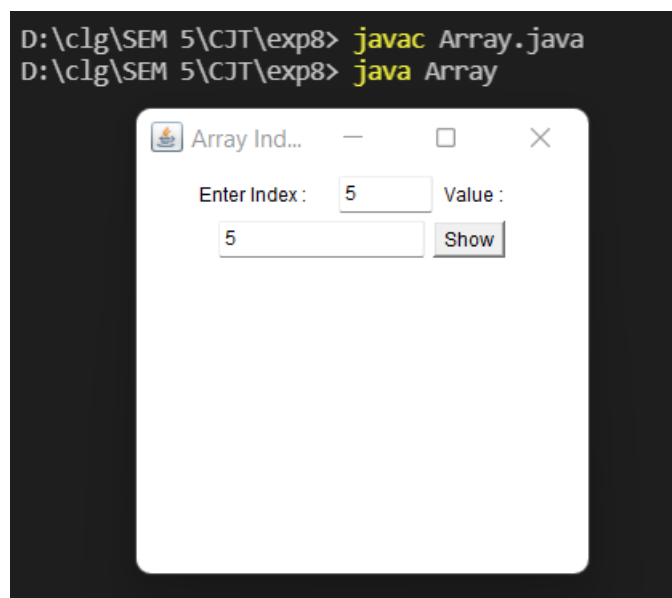 D:\clg\SEM 5\CJT\exp8> javac Array.java
D:\clg\SEM 5\CJT\exp8> java Array
Array Ind...
Enter Index : 5 Value :
5 Show